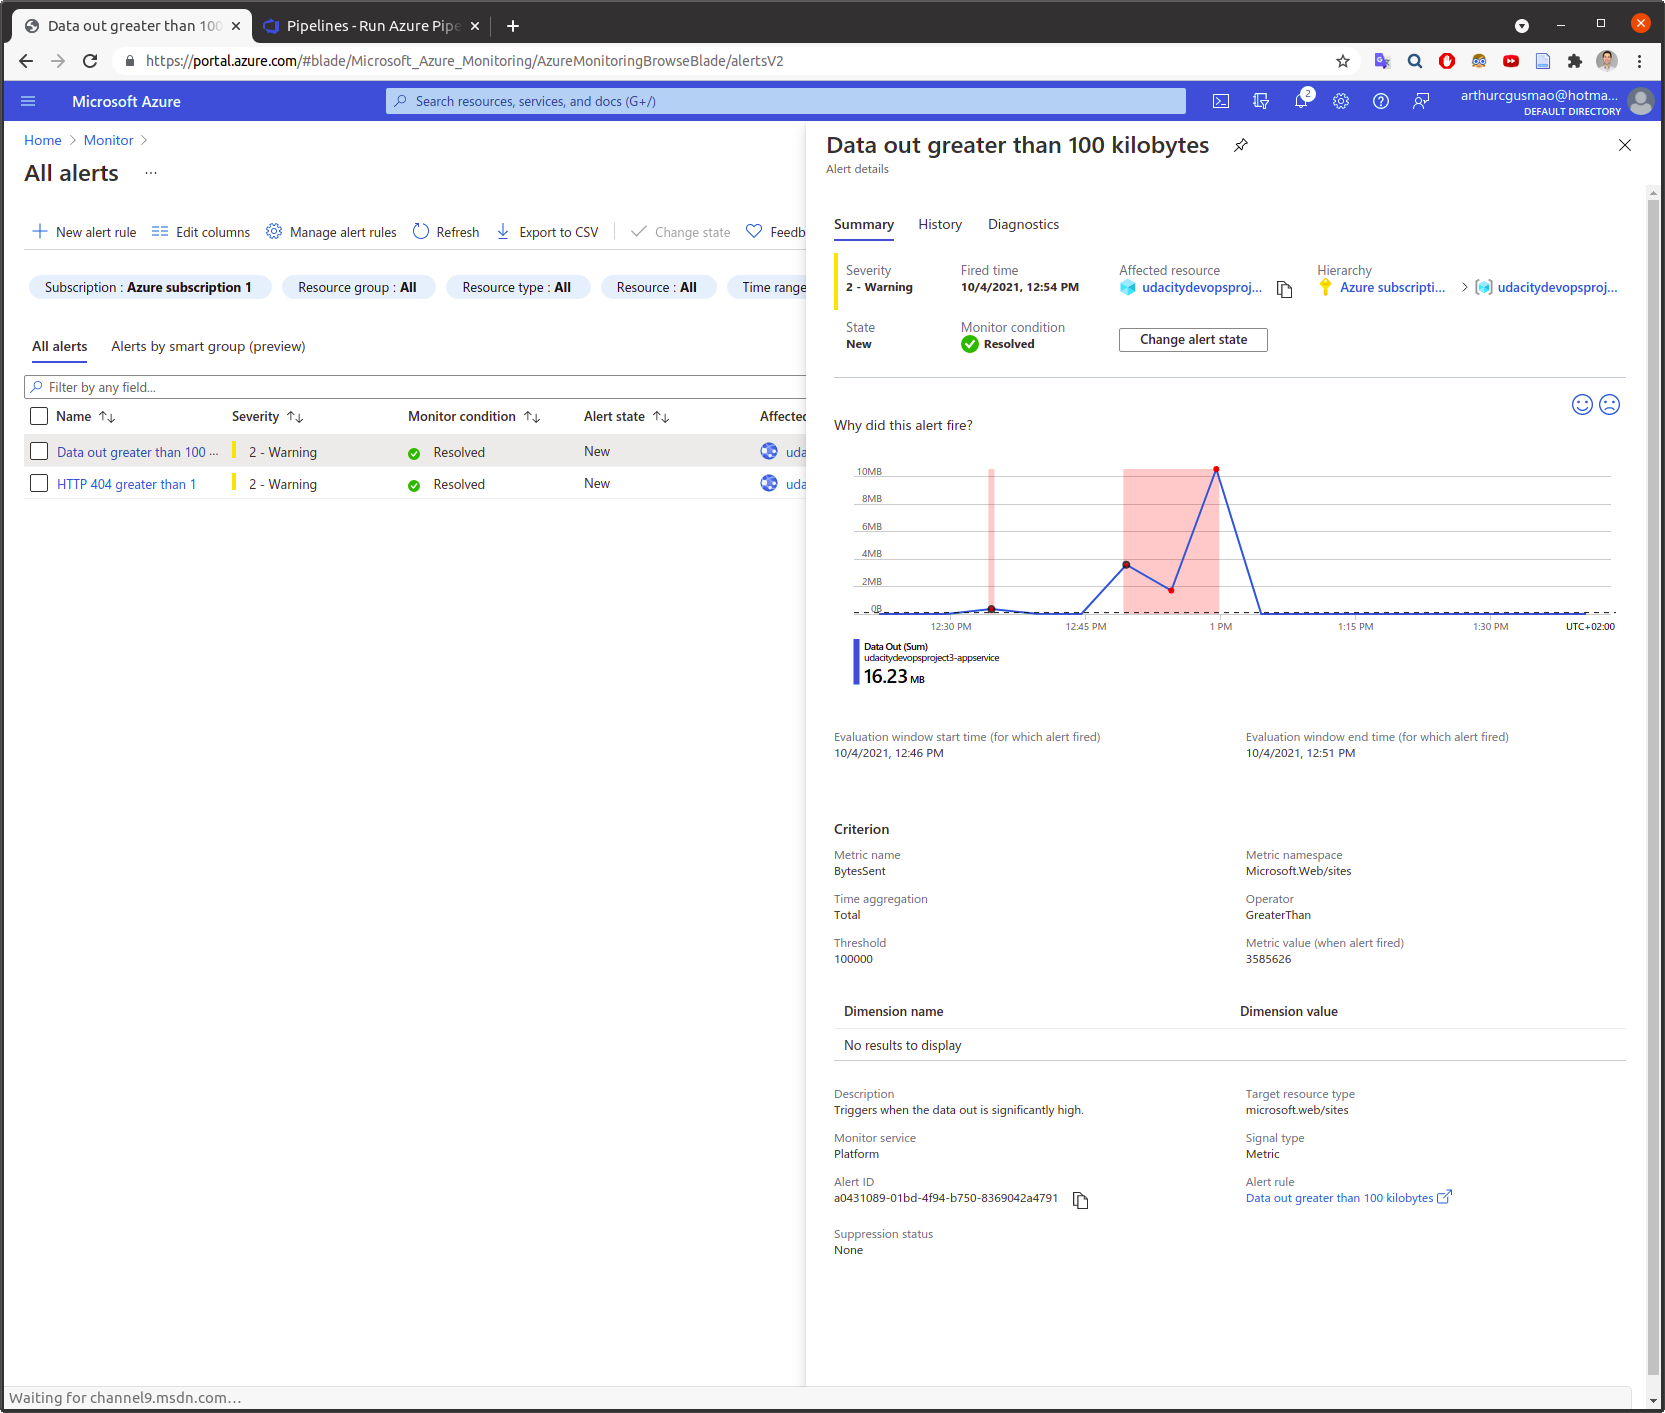 Data out greater than 100
Pipelines - Run Azure Pipe
https://portal.azure.com/#blade/Microsoft_Azure_Monitoring/AzureMonitoringBrowseBlade/alertsV2
Microsoft Azure
Search resources, services, and docs (G+/)
2
arthurcgusmao@hotma...
DEFAULT DIRECTORY
Home > Monitor >
All alerts ...
New alert rule
Edit columns
Manage alert rules
Refresh
Export to CSV
Change state
Feedb
Subscription : Azure subscription 1
Resource group : All
Resource type : All
Resource : All
Time range
All alerts
Alerts by smart group (preview)
Filter by any field...
Name ↑↓ Severity ↑↓ Monitor condition ↑↓ Alert state ↑↓ Affected
Data out greater than 100 ... 2 - Warning Resolved New uda
HTTP 404 greater than 1 2 - Warning Resolved New uda
Data out greater than 100 kilobytes
Alert details
Summary History Diagnostics
Severity
2 - Warning
Fired time
10/4/2021, 12:54 PM
Affected resource
udacitydevopsproj...
Hierarchy
Azure subscripti... > udacitydevopsproj...
State
New
Monitor condition
Resolved
Change alert state
Why did this alert fire?
10MB
8MB
6MB
4MB
2MB
0B
12:30 PM 12:45 PM 1 PM 1:15 PM 1:30 PM UTC+02:00
Data Out (Sum)
udacitydevopsproject3-appservice
16.23 MB
Evaluation window start time (for which alert fired)
10/4/2021, 12:46 PM
Evaluation window end time (for which alert fired)
10/4/2021, 12:51 PM
Criterion
Metric name
BytesSent
Metric namespace
Microsoft.Web/sites
Time aggregation
Total
Operator
GreaterThan
Threshold
100000
Metric value (when alert fired)
3585626
Dimension name Dimension value
No results to display
Description
Triggers when the data out is significantly high.
Target resource type
microsoft.web/sites
Monitor service
Platform
Signal type
Metric
Alert ID
a0431089-01bd-4f94-b750-8369042a4791
Alert rule
Data out greater than 100 kilobytes
Suppression status
None
Waiting for channel9.msdn.com...